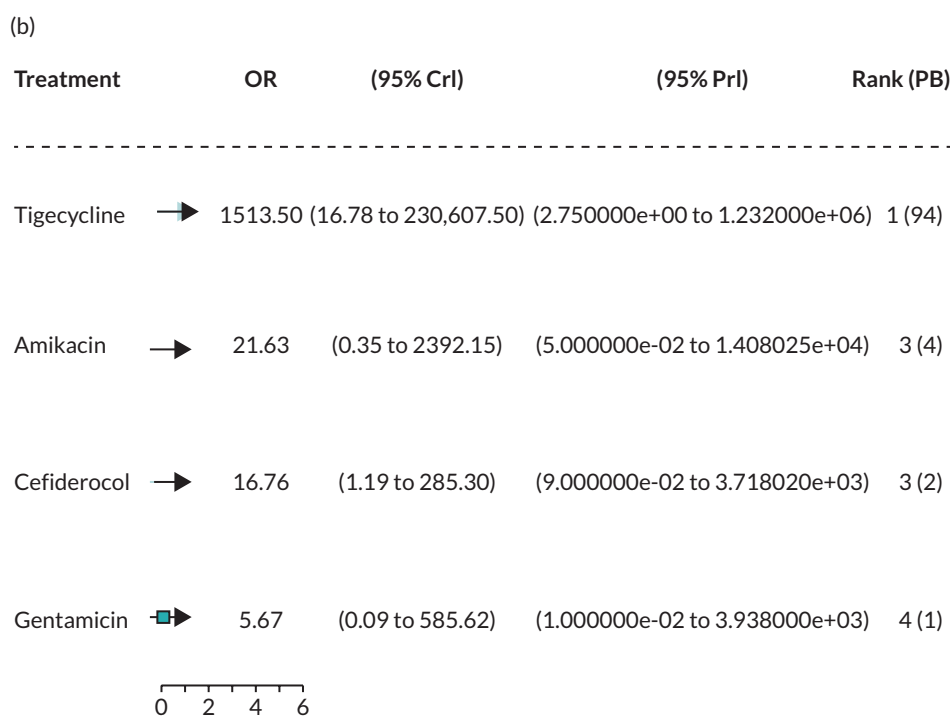 (b)
Treatment OR (95% Crl) (95% Prl) Rank (PB)
Tigecycline 1513.50 (16.78 to 230,607.50) (2.750000e+00 to 1.232000e+06) 1 (94)
Amikacin 21.63 (0.35 to 2392.15) (5.000000e-02 to 1.408025e+04) 3 (4)
Cefiderocol 16.76 (1.19 to 285.30) (9.000000e-02 to 3.718020e+03) 3 (2)
Gentamicin 5.67 (0.09 to 585.62) (1.000000e-02 to 3.938000e+03) 4 (1)
0 2 4 6